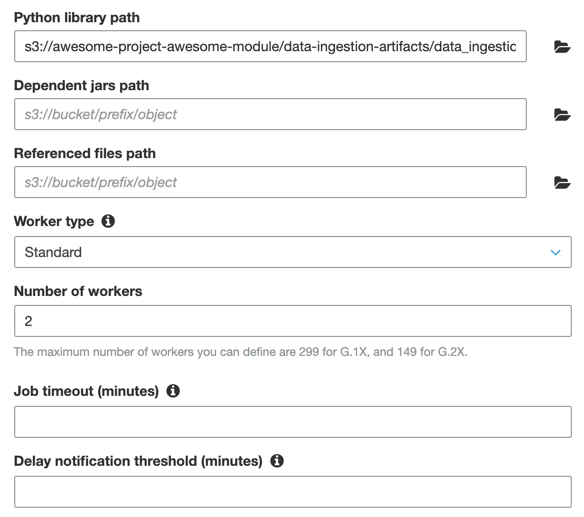 Python library path
s3://awesome-project-awesome-module/data-ingestion-artifacts/data_ingestic
Dependent jars path
s3://bucket/prefix/object
Referenced files path
s3://bucket/prefix/object
Worker type
Standard
Number of workers
2
The maximum number of workers you can define are 299 for G.1X, and 149 for G.2X.
Job timeout (minutes)
Delay notification threshold (minutes)